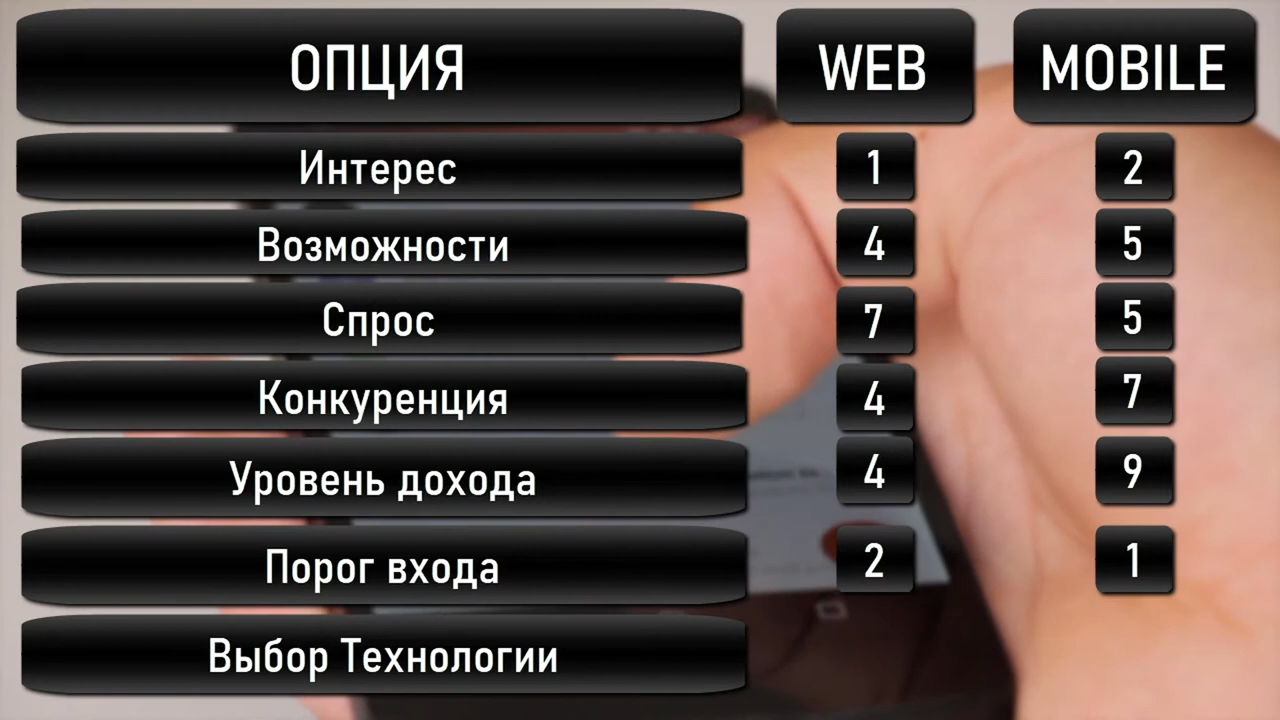 ОПЦИЯ WEB MOBILE
Интерес 1 2
Возможности 4 5
Спрос 7 5
Конкуренция 4 7
Уровень дохода 4 9
Порог входа 2 1
Выбор Технологии